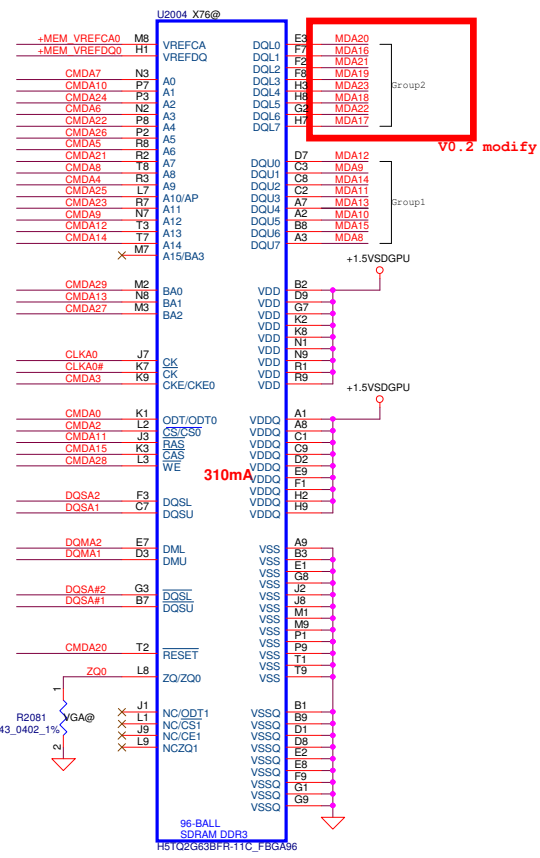 U2004 X76@
+MEM_VREFCA0 M8 VREFCA
+MEM_VREFDQ0 H1 VREFDQ
CMDA7 N3 A0
CMDA10 P7 A1
CMDA24 P3 A2
CMDA6 N2 A3
CMDA22 P8 A4
CMDA26 P2 A5
CMDA5 R8 A6
CMDA21 R2 A7
CMDA8 T8 A8
CMDA4 R3 A9
CMDA25 L7 A10/AP
CMDA23 R7 A11
CMDA9 N7 A12
CMDA12 T3 A13
CMDA14 T7 A14
M7 A15/BA3
CMDA29 M2 BA0
CMDA13 N8 BA1
CMDA27 M3 BA2
CLKA0 J7 CK
CLKA0# K7 CK
CMDA3 K9 CKE/CKE0
CMDA0 K1 ODT/ODT0
CMDA2 L2 CS/CS0
CMDA11 J3 RAS
CMDA15 K3 CAS
CMDA28 L3 WE
310mA
DQSA2 F3 DQSL
DQSA1 C7 DQSU
DQMA2 E7 DML
DQMA1 D3 DMU
DQSA#2 G3 DQSL
DQSA#1 B7 DQSU
CMDA20 T2 RESET
ZQ0 L8 ZQ/ZQ0
J1 NC/ODT1
L1 NC/CS1
J9 NC/CE1
L9 NCZQ1
1
R2081 VGA@
43_0402_1%
2
DQL0 E3 MDA20
DQL1 F7 MDA16
DQL2 F2 MDA21
DQL3 F8 MDA19
DQL4 H3 MDA23
DQL5 H8 MDA18
DQL6 G2 MDA22
DQL7 H7 MDA17
Group2
V0.2 modify
DQU0 D7 MDA12
DQU1 C3 MDA9
DQU2 C8 MDA14
DQU3 C2 MDA11
DQU4 A7 MDA13
DQU5 A2 MDA10
DQU6 B8 MDA15
DQU7 A3 MDA8
Group1
+1.5VSDGPU
VDD B2
VDD D9
VDD G7
VDD K2
VDD K8
VDD N1
VDD N9
VDD R1
VDD R9
+1.5VSDGPU
VDDQ A1
VDDQ A8
VDDQ C1
VDDQ C9
VDDQ D2
VDDQ E9
VDDQ F1
VDDQ H2
VDDQ H9
VSS A9
VSS B3
VSS E1
VSS G8
VSS J2
VSS J8
VSS M1
VSS M9
VSS P1
VSS P9
VSS T1
VSS T9
VSSQ B1
VSSQ B9
VSSQ D1
VSSQ D8
VSSQ E2
VSSQ E8
VSSQ F9
VSSQ G1
VSSQ G9
96-BALL
SDRAM DDR3
H5TQ2G63BFR-11C_FBGA96